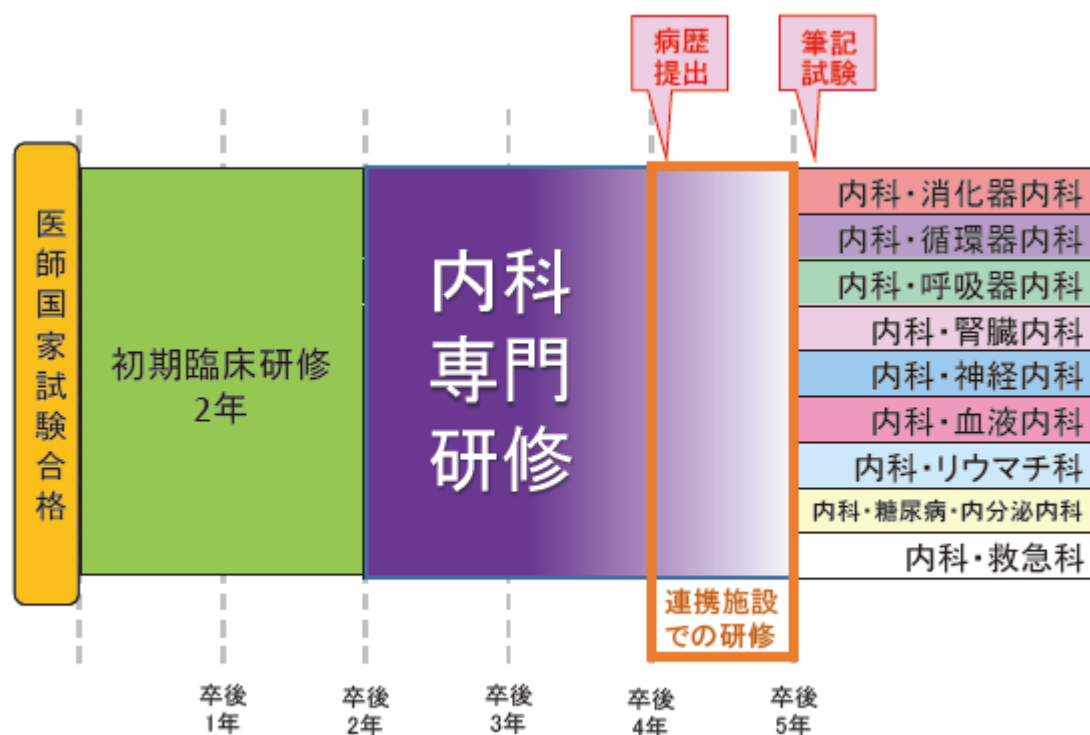 病歴
提出
筆記
試験
医師国家試験合格
初期臨床研修
2年
内科
専門
研修
内科・消化器内科
内科・循環器内科
内科・呼吸器内科
内科・腎臓内科
内科・神経内科
内科・血液内科
内科・リウマチ科
内科・糖尿病・内分泌内科
内科・救急科
連携施設
での研修
卒後
1年
卒後
2年
卒後
3年
卒後
4年
卒後
5年